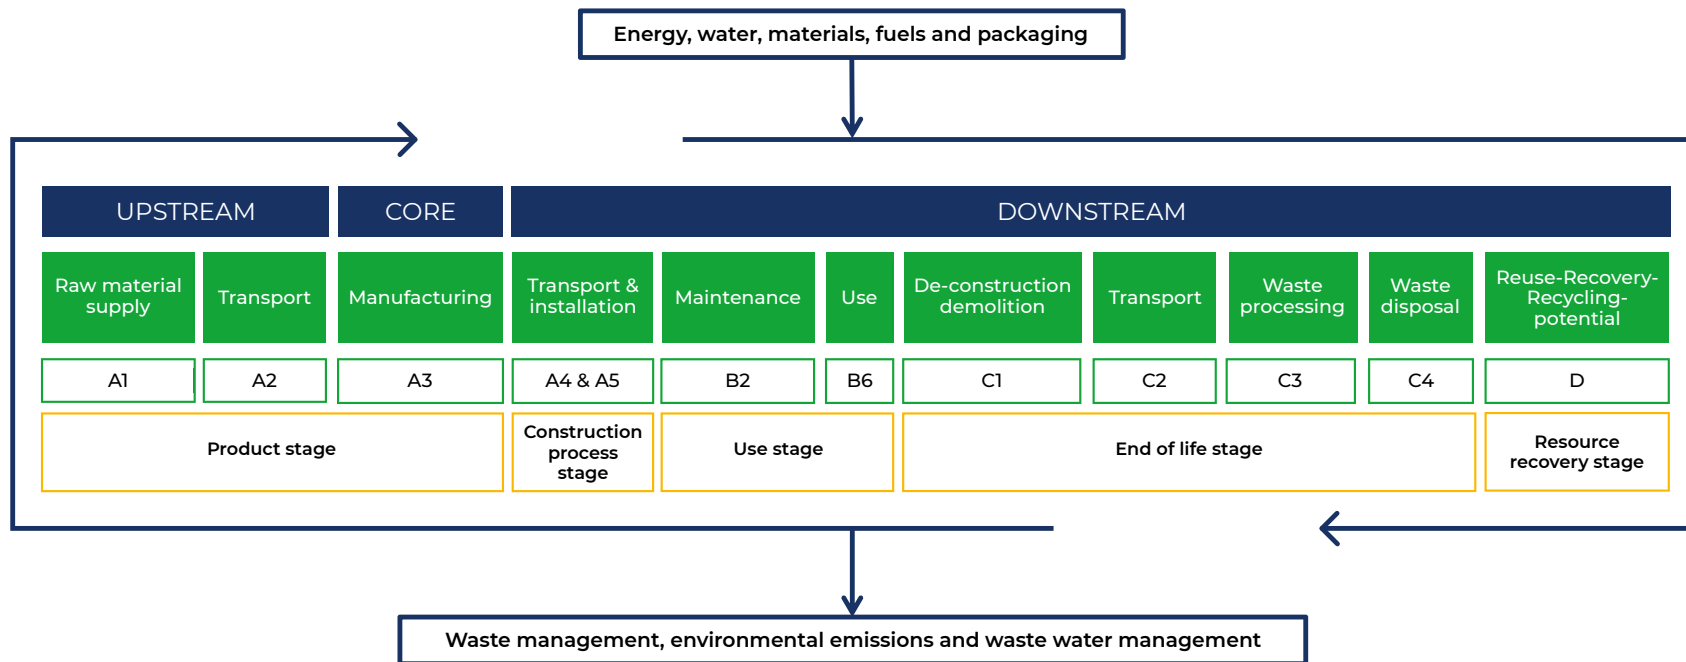 Energy, water, materials, fuels and packaging
UPSTREAM
CORE
DOWNSTREAM
Raw material
supply
Transport
Manufacturing
Transport &
installation
Maintenance
Use
De-construction
demolition
Transport
Waste
processing
Waste
disposal
Reuse-Recovery-
Recycling-
potential
A1
A2
A3
A4 & A5
B2
B6
C1
C2
C3
C4
D
Product stage
Construction
process
stage
Use stage
End of life stage
Resource
recovery stage
Waste management, environmental emissions and waste water management